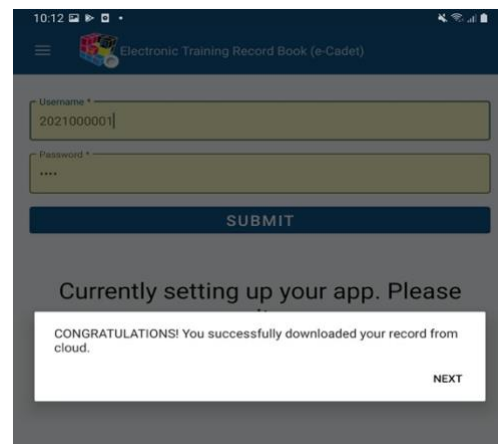 10:12
Electronic Training Record Book (e-Cadet)
Username *
2021000001
Password *
••••
SUBMIT
Currently setting up your app. Please
CONGRATULATIONS! You successfully downloaded your record from
cloud.
NEXT